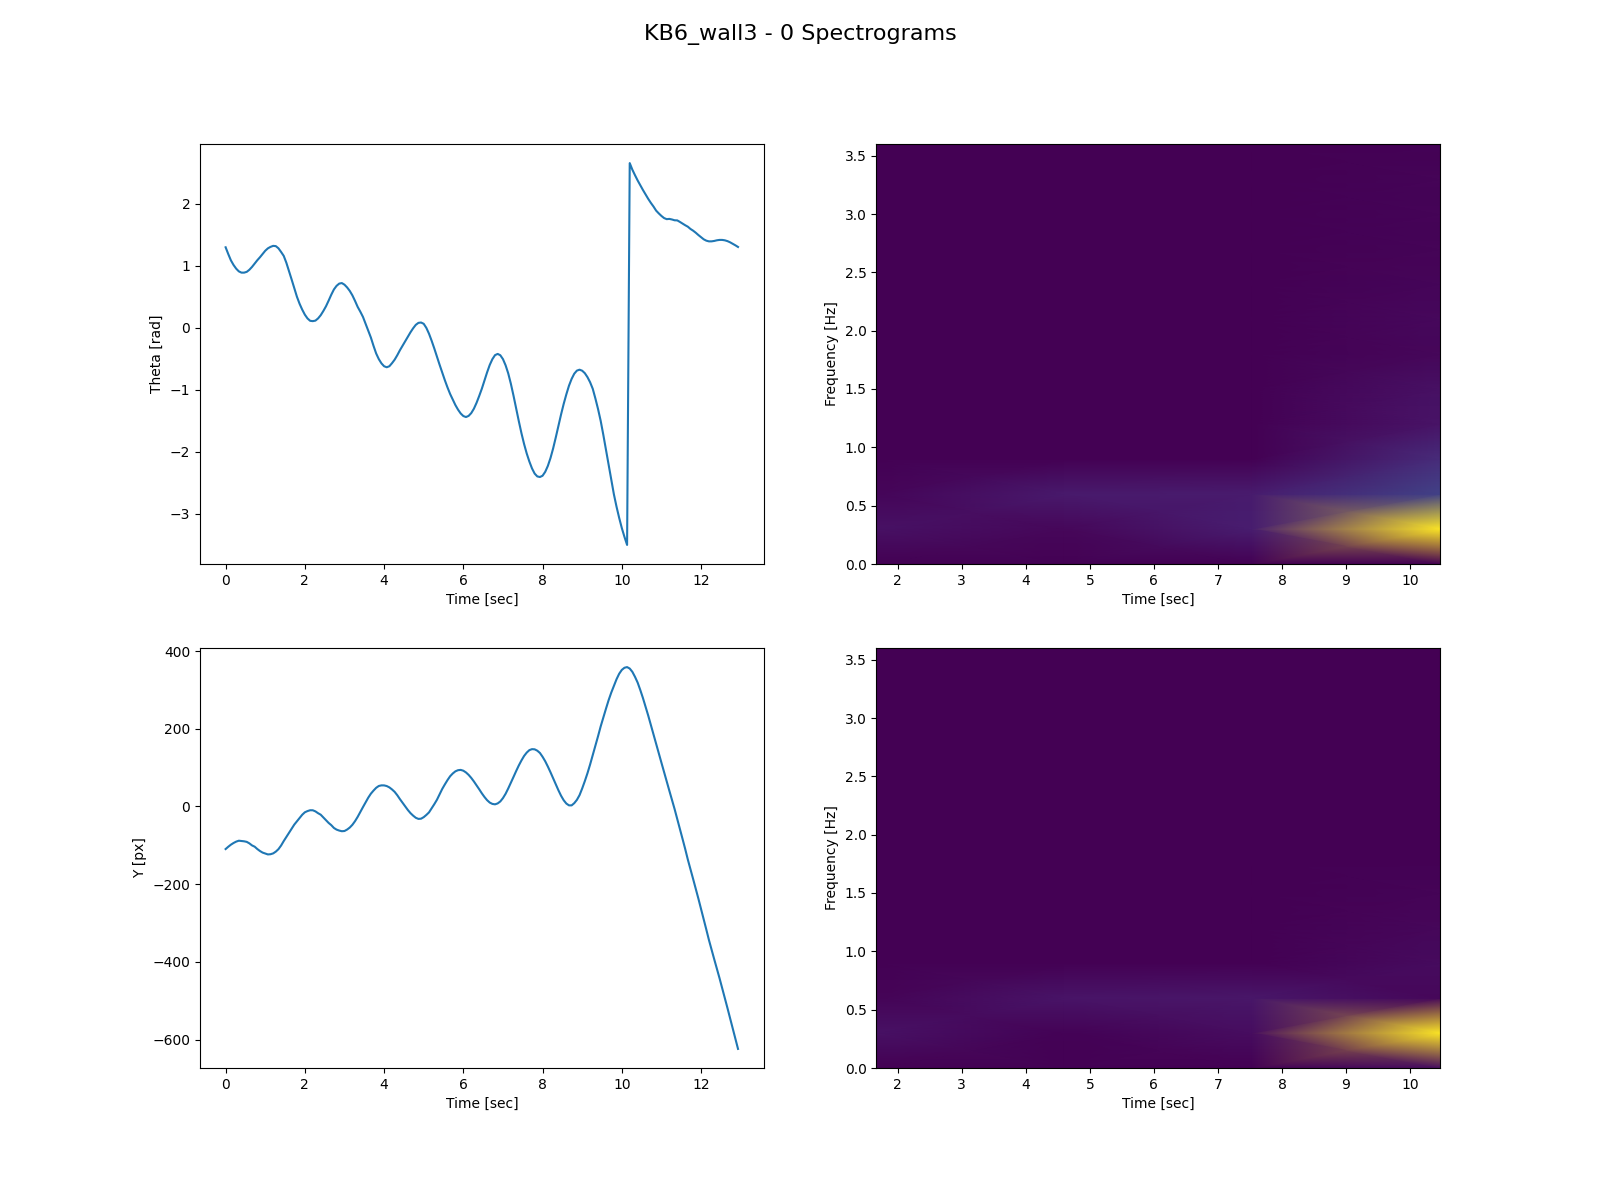 KB6_wall3 - 0 Spectrograms
2
1
0
−1
−2
−3
Theta [rad]
0 2 4 6 8 10 12
Time [sec]
3.5
3.0
2.5
2.0
1.5
1.0
0.5
0.0
Frequency [Hz]
2 3 4 5 6 7 8 9 10
Time [sec]
400
200
0
−200
−400
−600
Y [px]
0 2 4 6 8 10 12
Time [sec]
3.5
3.0
2.5
2.0
1.5
1.0
0.5
0.0
Frequency [Hz]
2 3 4 5 6 7 8 9 10
Time [sec]